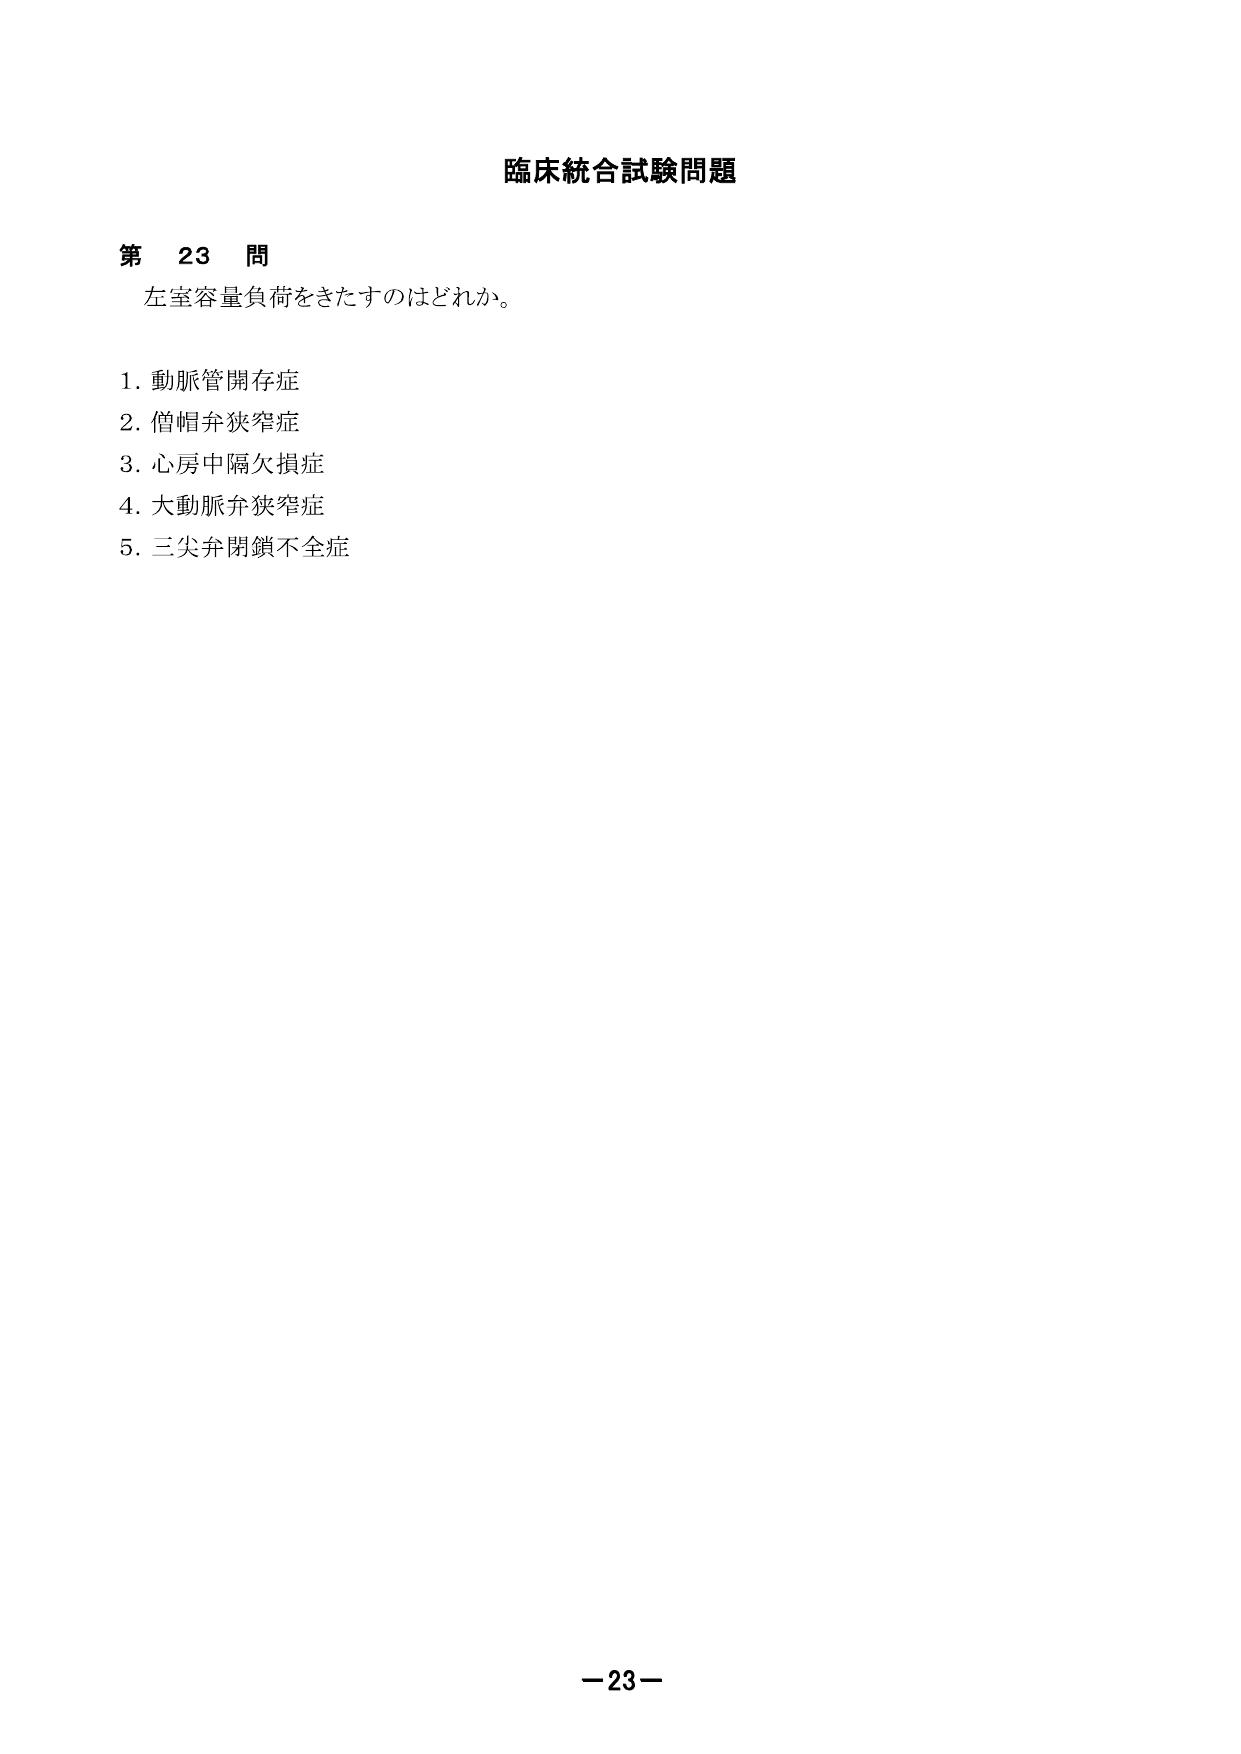 臨床統合試験問題
第　23　問
左室容量負荷をきたすのはどれか。
1. 動脈管開存症
2. 僧帽弁狭窄症
3. 心房中隔欠損症
4. 大動脈弁狭窄症
5. 三尖弁閉鎖不全症
－23－